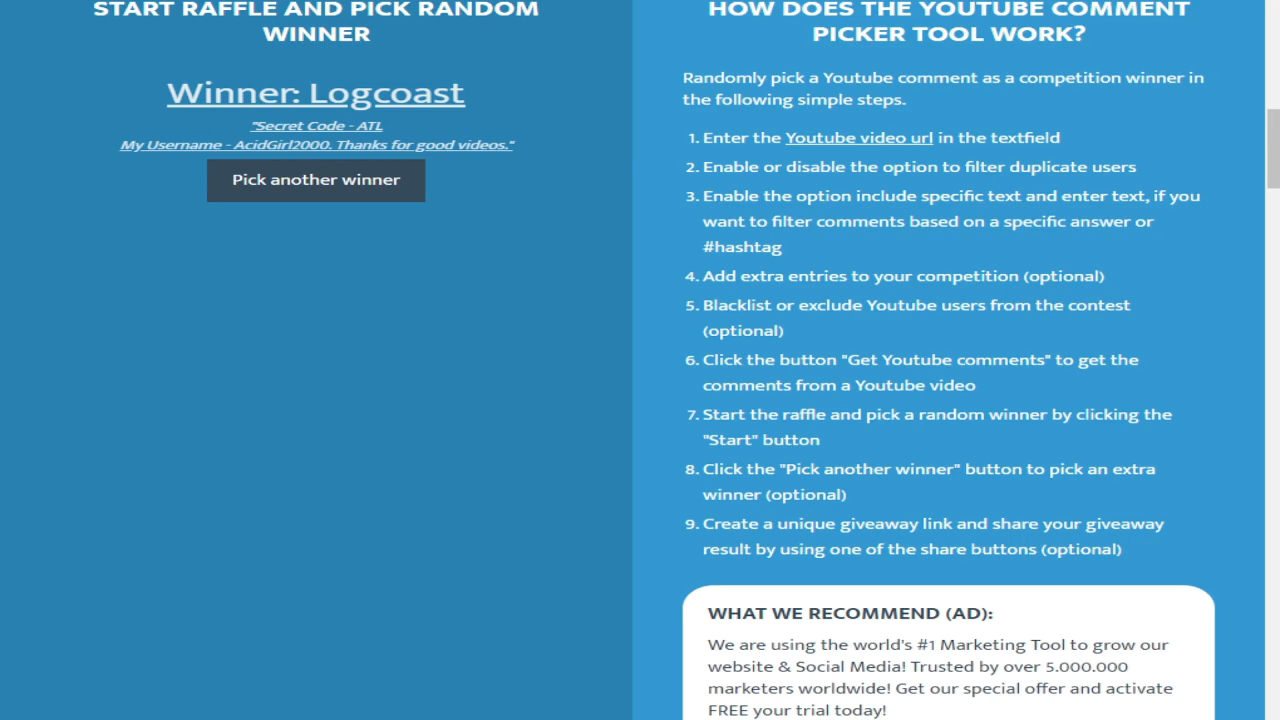 START RAFFLE AND PICK RANDOM
WINNER
Winner: Logcoast
"Secret Code - ATL
My Username - AcidGirl2000. Thanks for good videos."
Pick another winner
HOW DOES THE YOUTUBE COMMENT
PICKER TOOL WORK?
Randomly pick a Youtube comment as a competition winner in
the following simple steps.
1. Enter the Youtube video url in the textfield
2. Enable or disable the option to filter duplicate users
3. Enable the option include specific text and enter text, if you
want to filter comments based on a specific answer or
#hashtag
4. Add extra entries to your competition (optional)
5. Blacklist or exclude Youtube users from the contest
(optional)
6. Click the button "Get Youtube comments" to get the
comments from a Youtube video
7. Start the raffle and pick a random winner by clicking the
"Start" button
8. Click the "Pick another winner" button to pick an extra
winner (optional)
9. Create a unique giveaway link and share your giveaway
result by using one of the share buttons (optional)
WHAT WE RECOMMEND (AD):
We are using the world's #1 Marketing Tool to grow our
website & Social Media! Trusted by over 5.000.000
marketers worldwide! Get our special offer and activate
FREE your trial today!